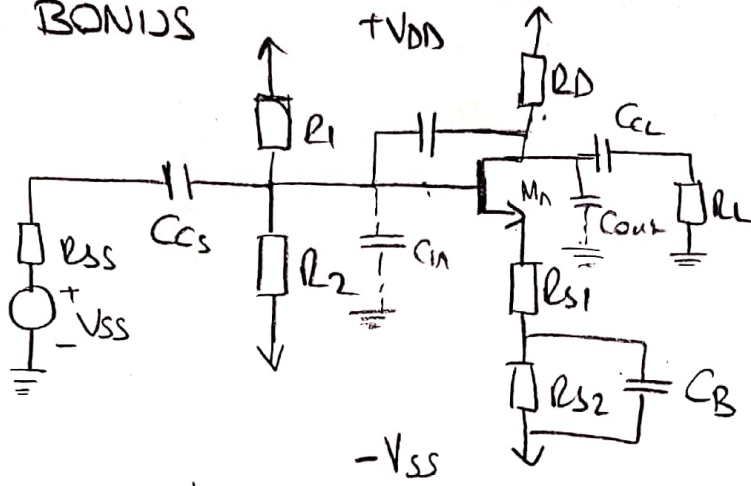 BONUS
+VDD
RD
R1
CCL
CCS
Mn
RL
Cout
RSS
R2
Cin
+
VSS
-
RS1
RS2
CB
-VSS